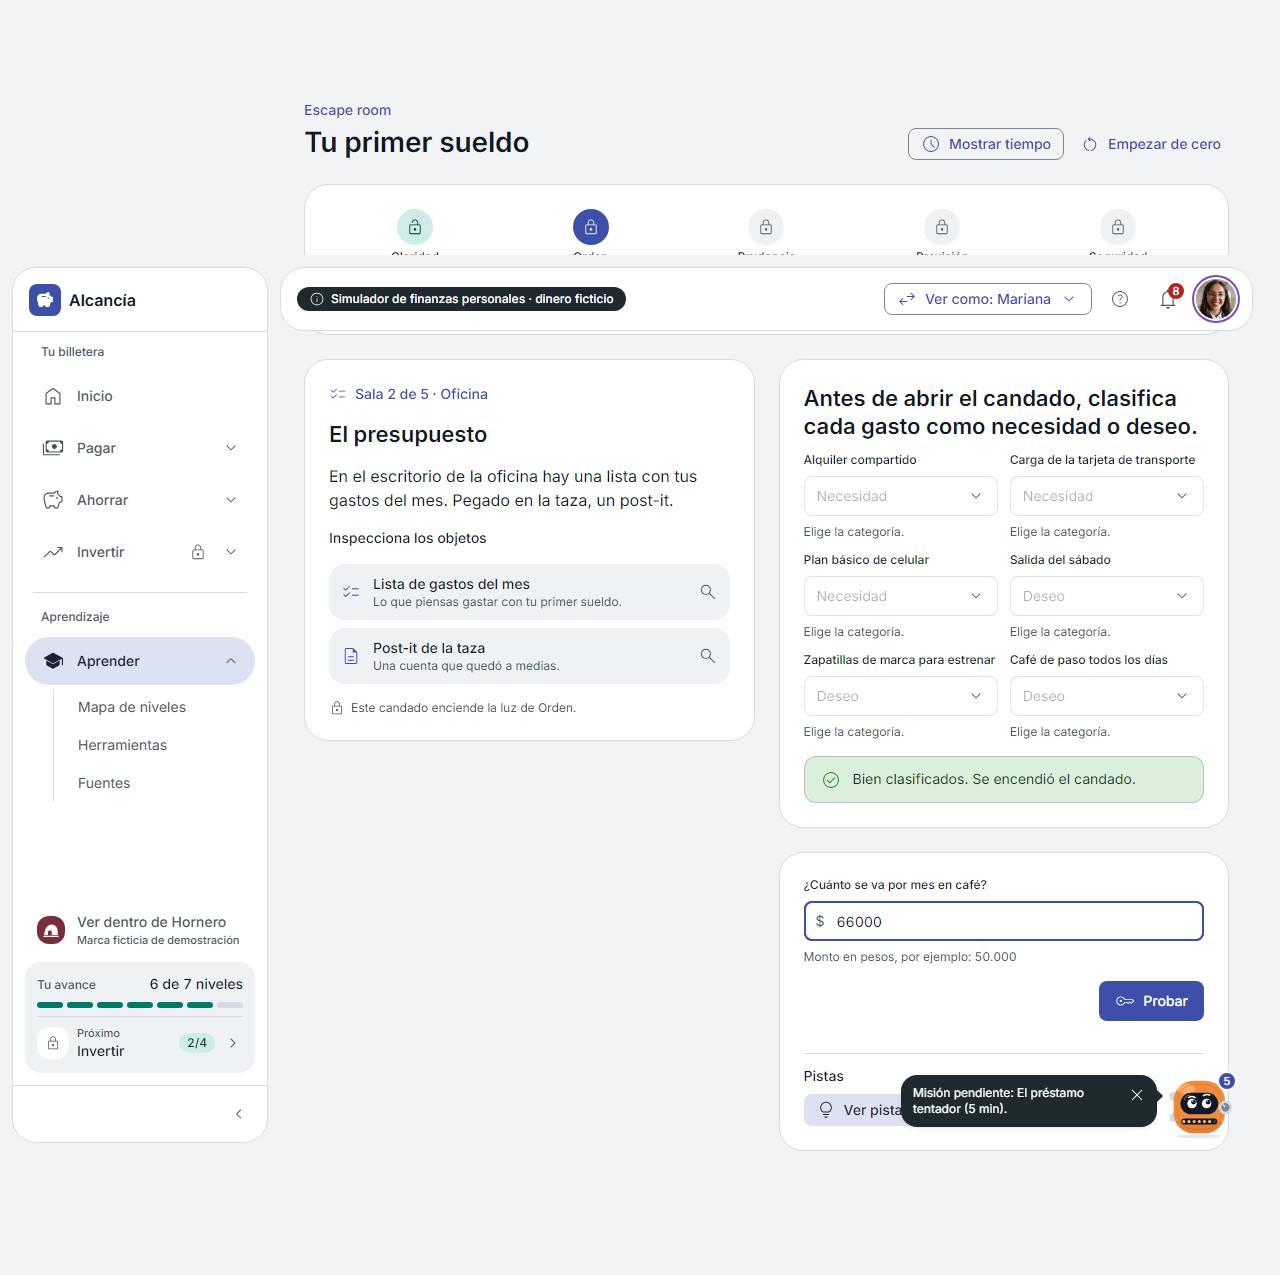 Escape room
Tu primer sueldo
Mostrar tiempo
Empezar de cero
Alcancía
Simulador de finanzas personales · dinero ficticio
Ver como: Mariana
8
Tu billetera
Inicio
Pagar
Ahorrar
Invertir
Aprendizaje
Aprender
Mapa de niveles
Herramientas
Fuentes
Ver dentro de Hornero
Marca ficticia de demostración
Tu avance
6 de 7 niveles
Próximo
Invertir
2/4
Sala 2 de 5 · Oficina
El presupuesto
En el escritorio de la oficina hay una lista con tus
gastos del mes. Pegado en la taza, un post-it.
Inspecciona los objetos
Lista de gastos del mes
Lo que piensas gastar con tu primer sueldo.
Post-it de la taza
Una cuenta que quedó a medias.
Este candado enciende la luz de Orden.
Antes de abrir el candado, clasifica
cada gasto como necesidad o deseo.
Alquiler compartido
Necesidad
Elige la categoría.
Carga de la tarjeta de transporte
Necesidad
Elige la categoría.
Plan básico de celular
Necesidad
Elige la categoría.
Salida del sábado
Deseo
Elige la categoría.
Zapatillas de marca para estrenar
Deseo
Elige la categoría.
Café de paso todos los días
Deseo
Elige la categoría.
Bien clasificados. Se encendió el candado.
¿Cuánto se va por mes en café?
$ 66000
Monto en pesos, por ejemplo: 50.000
Probar
Pistas
Ver pista
Misión pendiente: El préstamo
tentador (5 min).
5